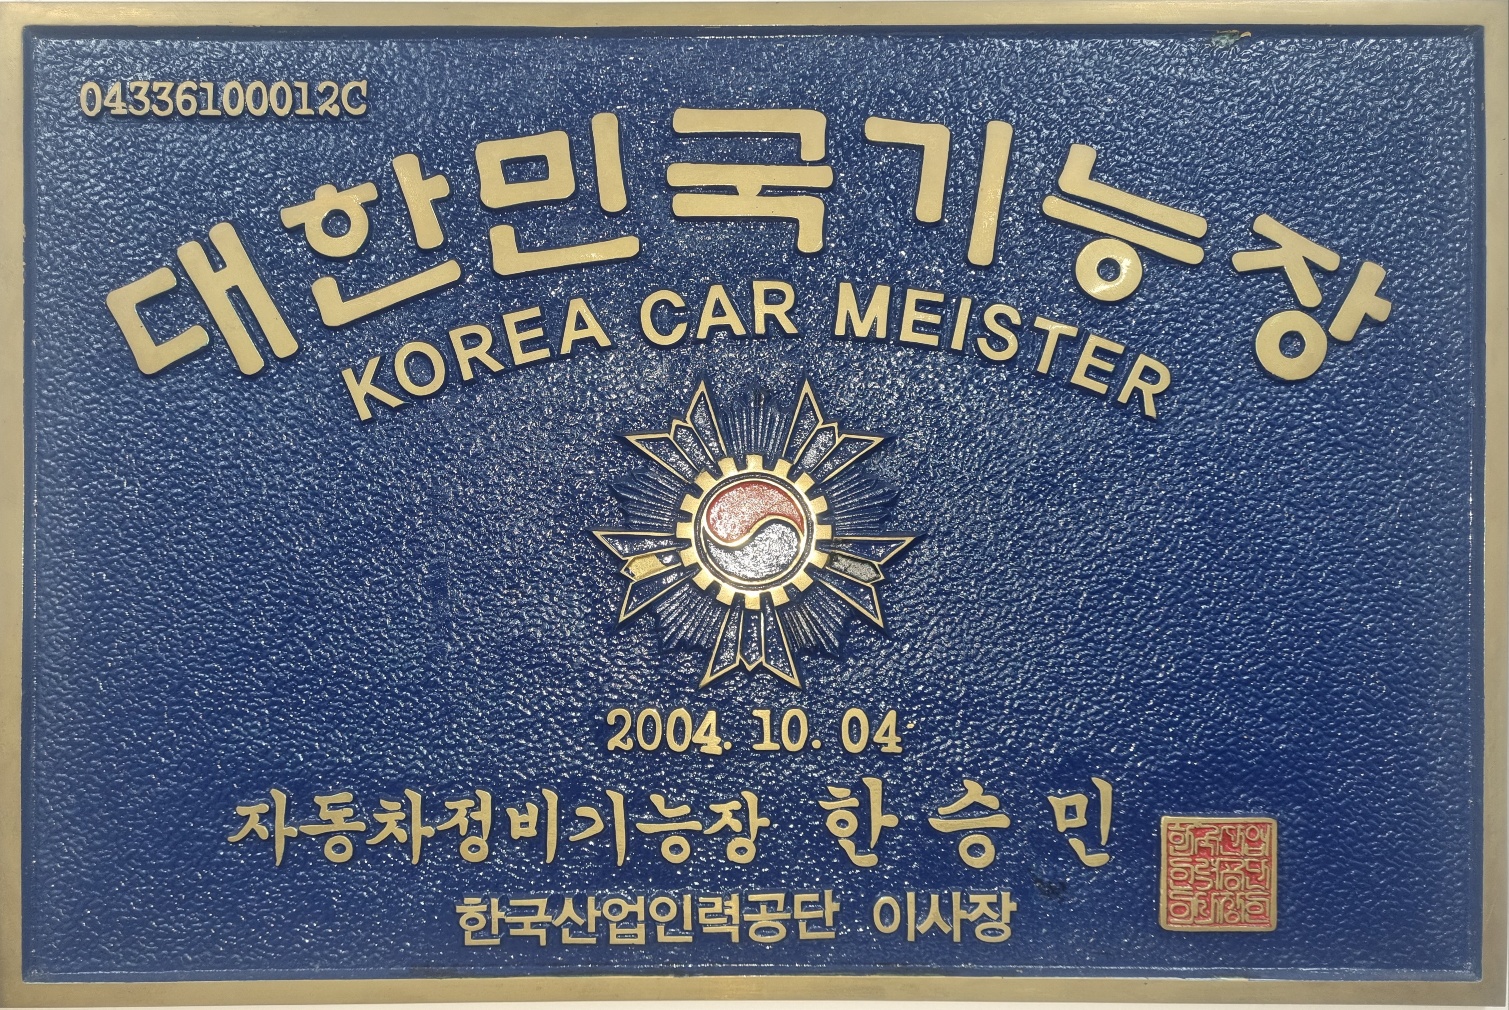 04336100012C
대한민국기능장
KOREA CAR MEISTER
2004. 10. 04
자동차정비기능장 한승민
한국산업인력공단 이사장